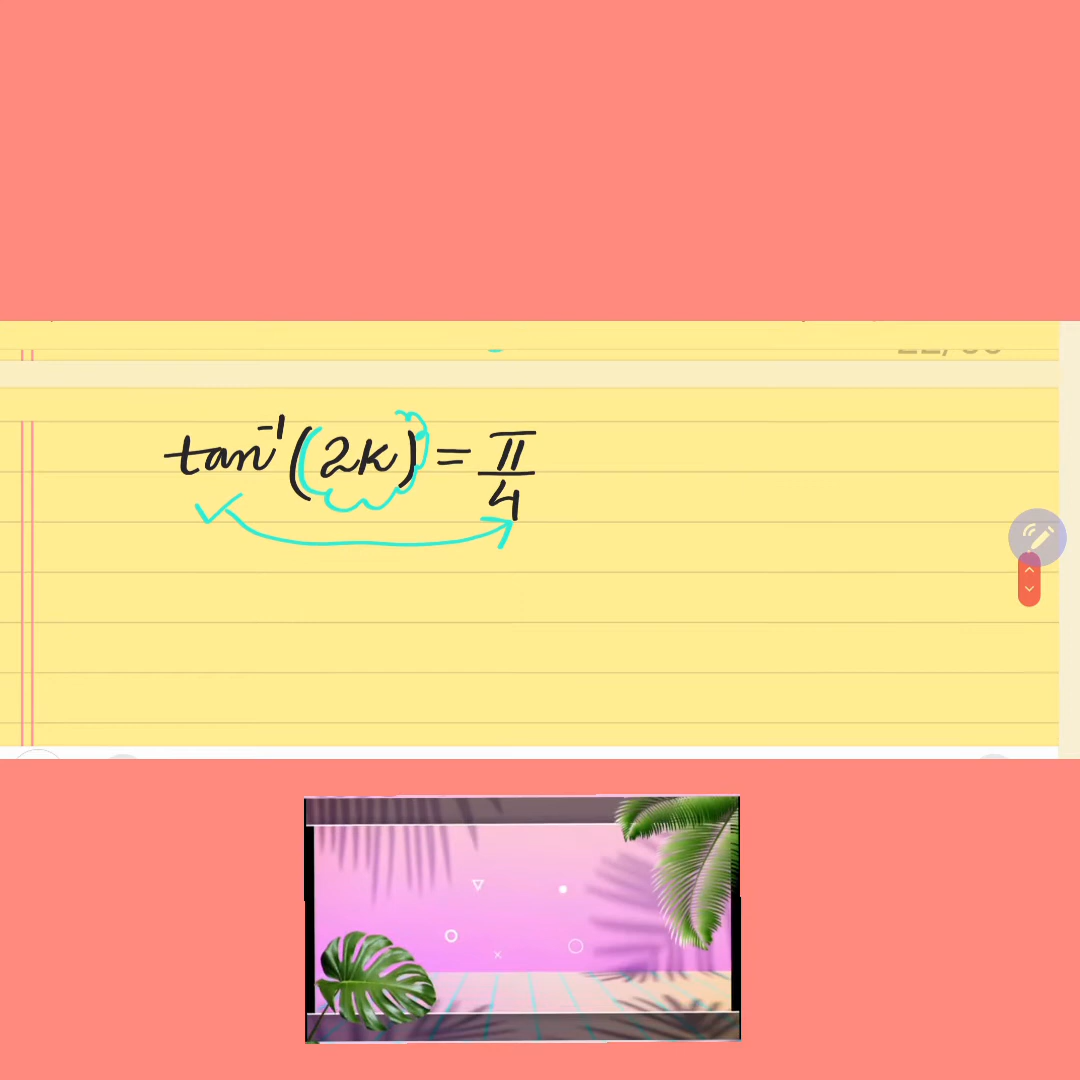 tan⁻¹(2k) = π/4